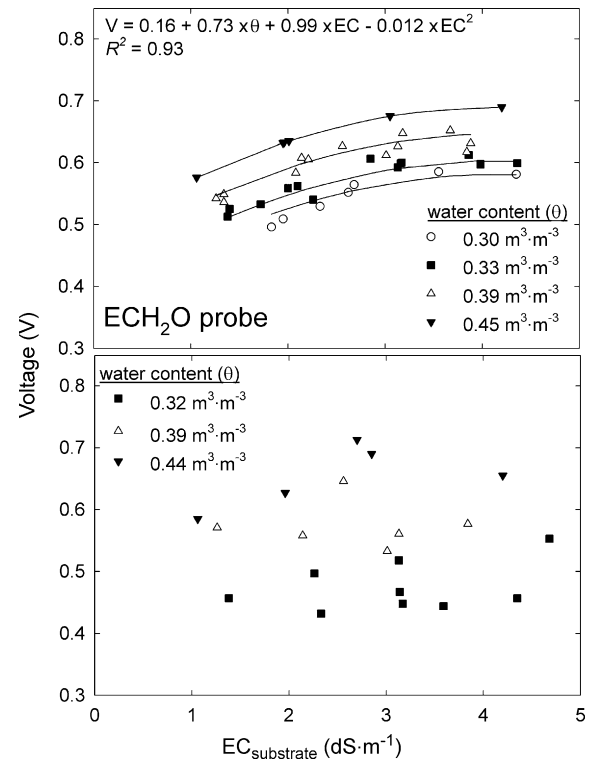 V = 0.16 + 0.73 xθ + 0.99 xEC - 0.012 xEC²
R² = 0.93
0.8
0.7
0.6
0.5
0.4
0.3
water content (θ)
0.30 m³·m⁻³
0.33 m³·m⁻³
0.39 m³·m⁻³
0.45 m³·m⁻³
ECH₂O probe
Voltage (V)
water content (θ)
0.32 m³·m⁻³
0.39 m³·m⁻³
0.44 m³·m⁻³
0.8
0.7
0.6
0.5
0.4
0.3
0 1 2 3 4 5
ECsubstrate (dS·m⁻¹)